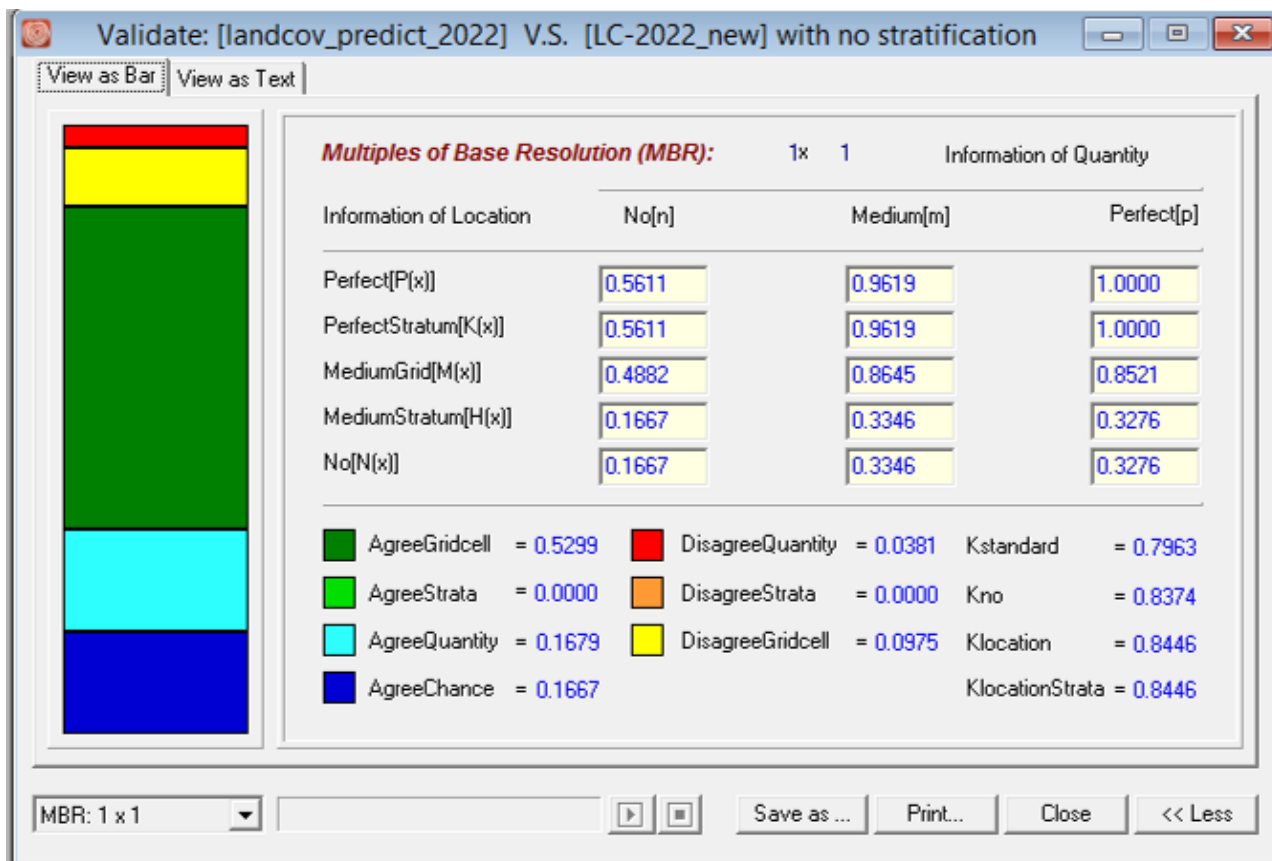 Validate: [landcov_predict_2022] V.S. [LC-2022_new] with no stratification
View as Bar View as Text
Multiples of Base Resolution (MBR): 1x 1 Information of Quantity
Information of Location No[n] Medium[m] Perfect[p]
Perfect[P(x)] 0.5611 0.9619 1.0000
PerfectStratum[K(x)] 0.5611 0.9619 1.0000
MediumGrid[M(x)] 0.4882 0.8645 0.8521
MediumStratum[H(x)] 0.1667 0.3346 0.3276
No[N(x)] 0.1667 0.3346 0.3276
AgreeGridcell = 0.5299 DisagreeQuantity = 0.0381 Kstandard = 0.7963
AgreeStrata = 0.0000 DisagreeStrata = 0.0000 Kno = 0.8374
AgreeQuantity = 0.1679 DisagreeGridcell = 0.0975 Klocation = 0.8446
AgreeChance = 0.1667 KlocationStrata = 0.8446
MBR: 1 x 1 Save as ... Print... Close << Less